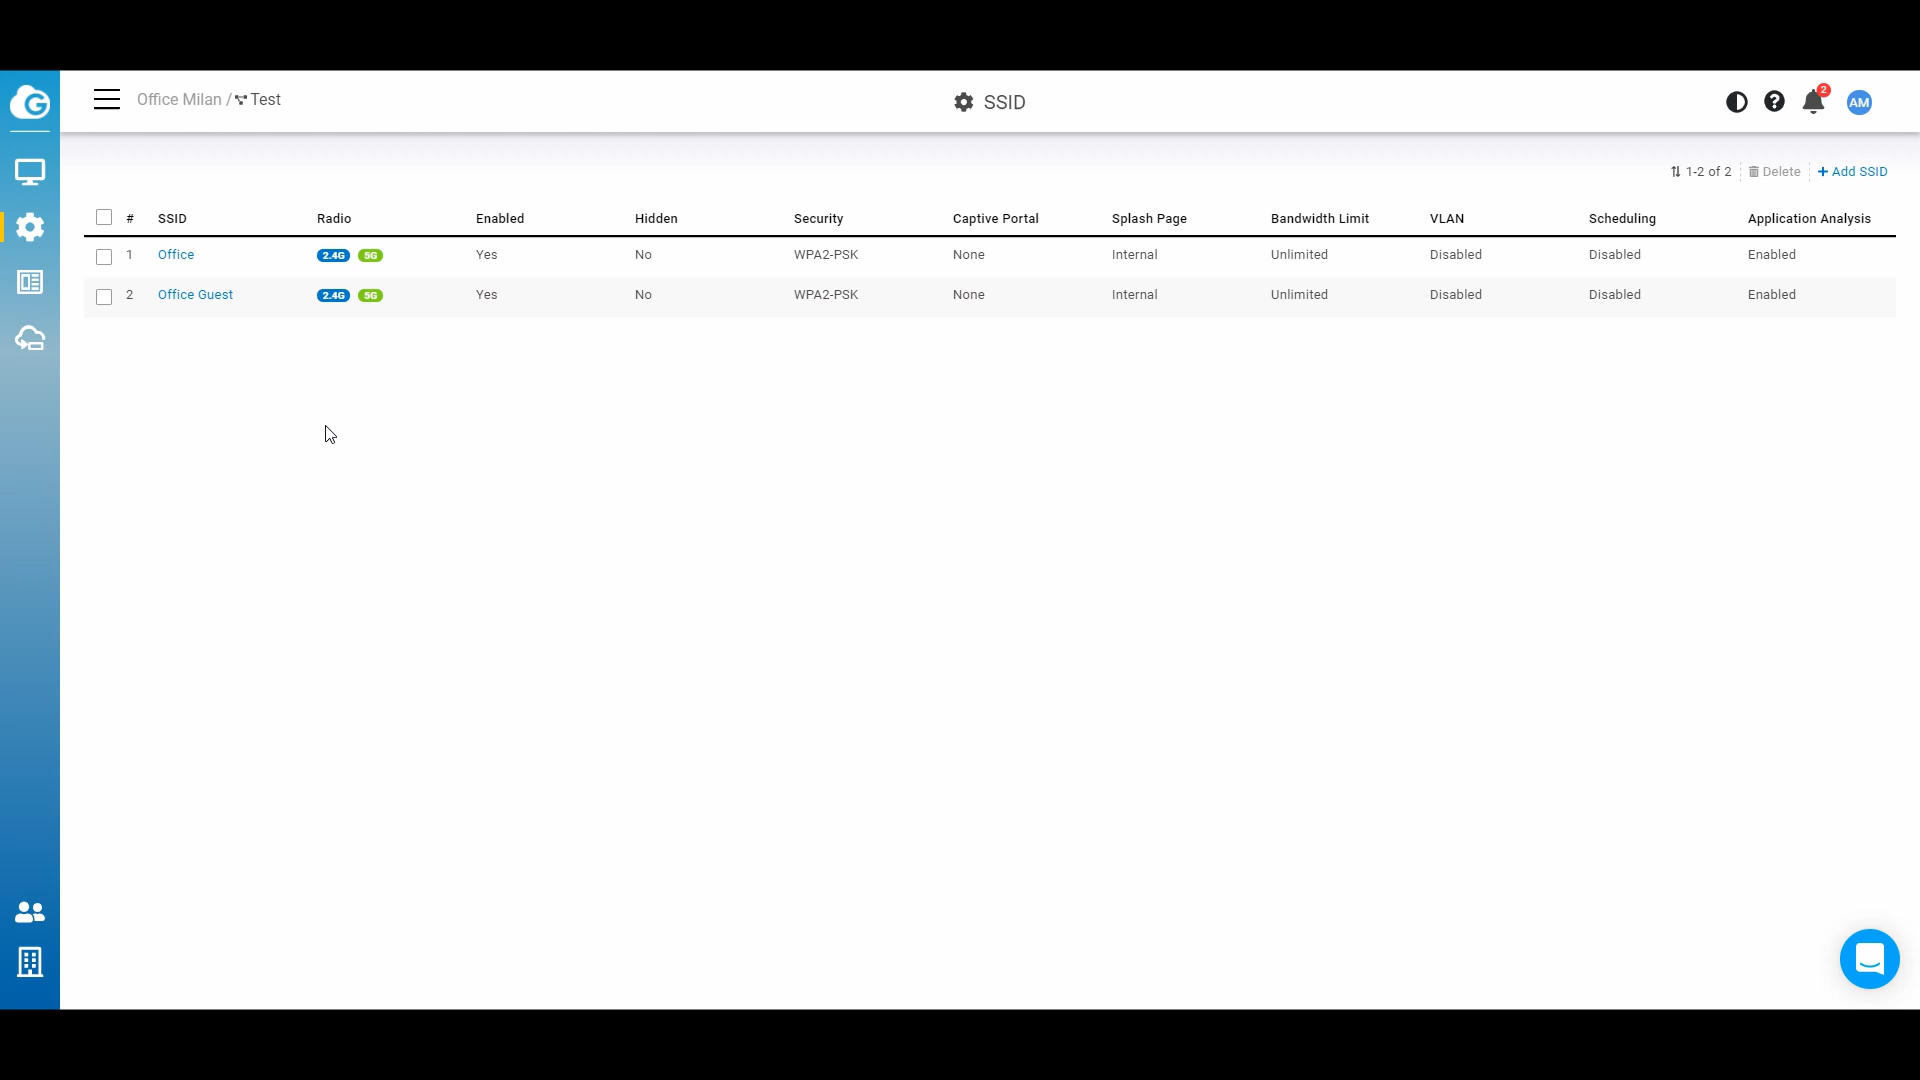 Office Milan / Test
SSID
2
AM
1-2 of 2 Delete + Add SSID
# SSID Radio Enabled Hidden Security Captive Portal Splash Page Bandwidth Limit VLAN Scheduling Application Analysis
1 Office 2.4G 5G Yes No WPA2-PSK None Internal Unlimited Disabled Disabled Enabled
2 Office Guest 2.4G 5G Yes No WPA2-PSK None Internal Unlimited Disabled Disabled Enabled